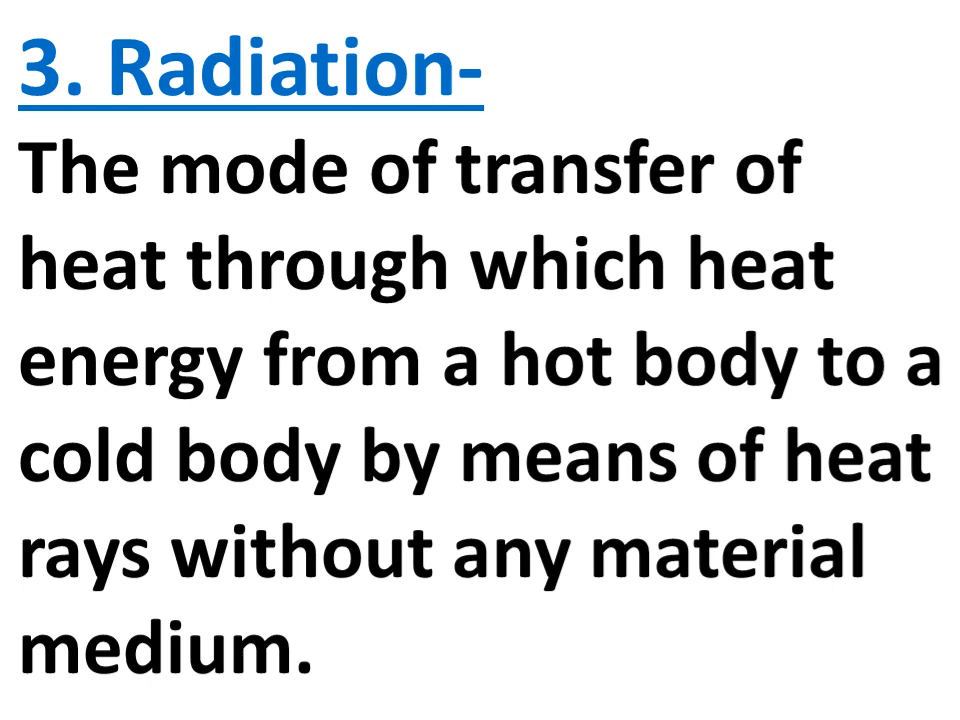 3. Radiation-
The mode of transfer of
heat through which heat
energy from a hot body to a
cold body by means of heat
rays without any material
medium.